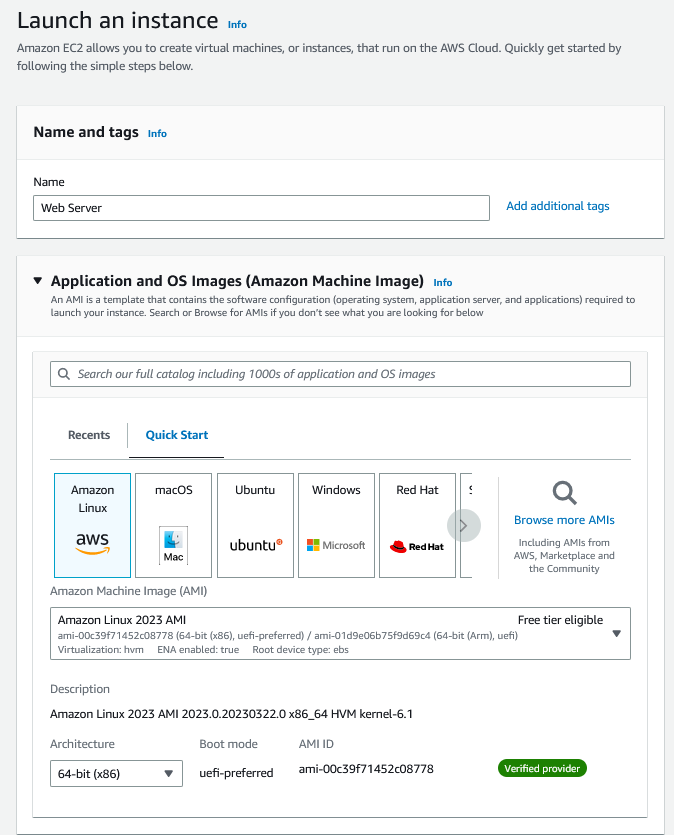 Launch an instance Info
Amazon EC2 allows you to create virtual machines, or instances, that run on the AWS Cloud. Quickly get started by
following the simple steps below.
Name and tags Info
Name
Web Server
Add additional tags
Application and OS Images (Amazon Machine Image) Info
An AMI is a template that contains the software configuration (operating system, application server, and applications) required to
launch your instance. Search or Browse for AMIs if you don't see what you are looking for below
Search our full catalog including 1000s of application and OS images
Recents
Quick Start
Amazon
Linux
aws
macOS
Mac
Ubuntu
ubuntu
Windows
Microsoft
Red Hat
Red Hat
S
Browse more AMIs
Including AMIs from
AWS, Marketplace and
the Community
Amazon Machine Image (AMI)
Amazon Linux 2023 AMI
Free tier eligible
ami-00c39f71452c08778 (64-bit (x86), uefi-preferred) / ami-01d9e06b75f9d69c4 (64-bit (Arm), uefi)
Virtualization: hvm ENA enabled: true Root device type: ebs
Description
Amazon Linux 2023 AMI 2023.0.20230322.0 x86_64 HVM kernel-6.1
Architecture
64-bit (x86)
Boot mode
uefi-preferred
AMI ID
ami-00c39f71452c08778
Verified provider